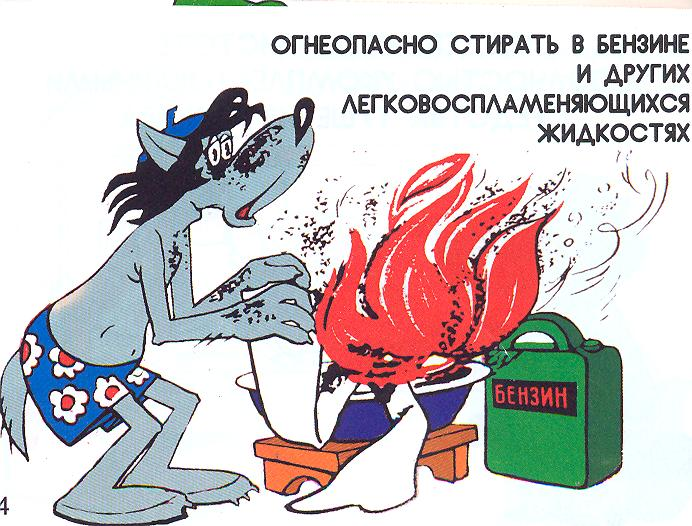 ОГНЕОПАСНО СТИРАТЬ В БЕНЗИНЕ
И ДРУГИХ
ЛЕГКОВОСПЛАМЕНЯЮЩИХСЯ
ЖИДКОСТЯХ
БЕНЗИН
4